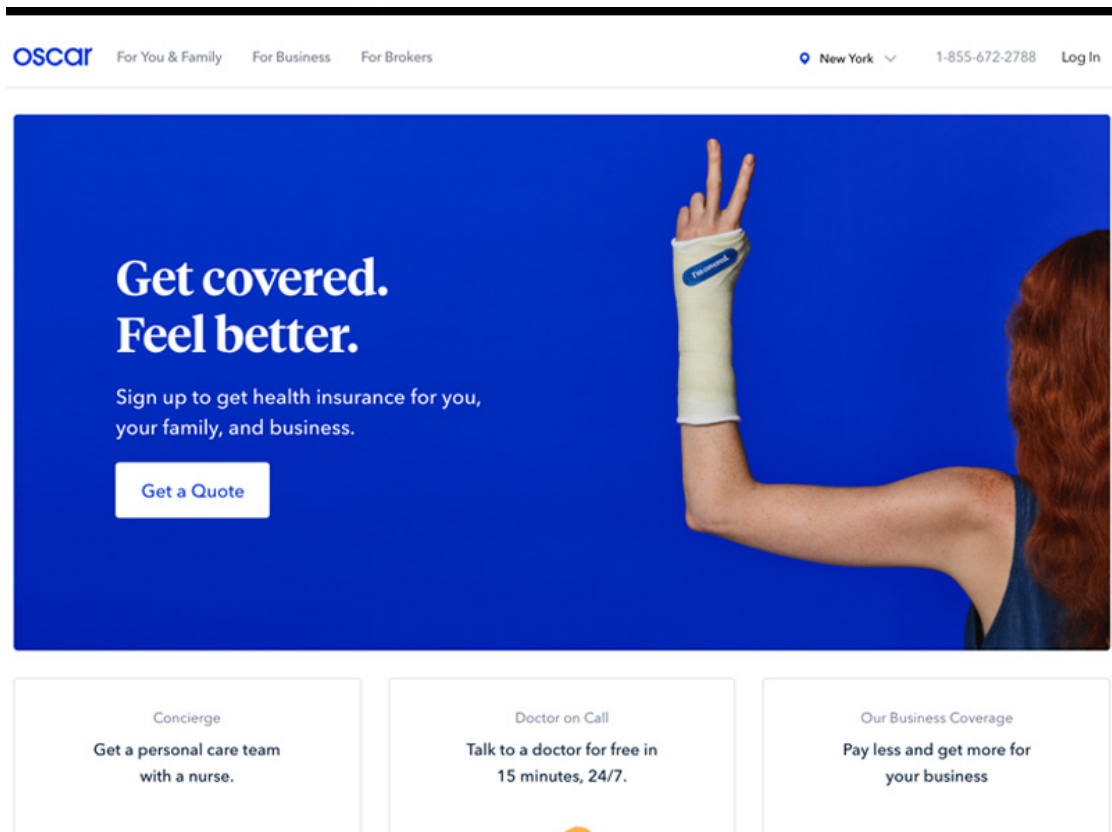 oscar For You & Family For Business For Brokers New York 1-855-672-2788 Log In
I'm covered.
Get covered.
Feel better.
Sign up to get health insurance for you,
your family, and business.
Get a Quote
Concierge
Get a personal care team
with a nurse.
Doctor on Call
Talk to a doctor for free in
15 minutes, 24/7.
Our Business Coverage
Pay less and get more for
your business